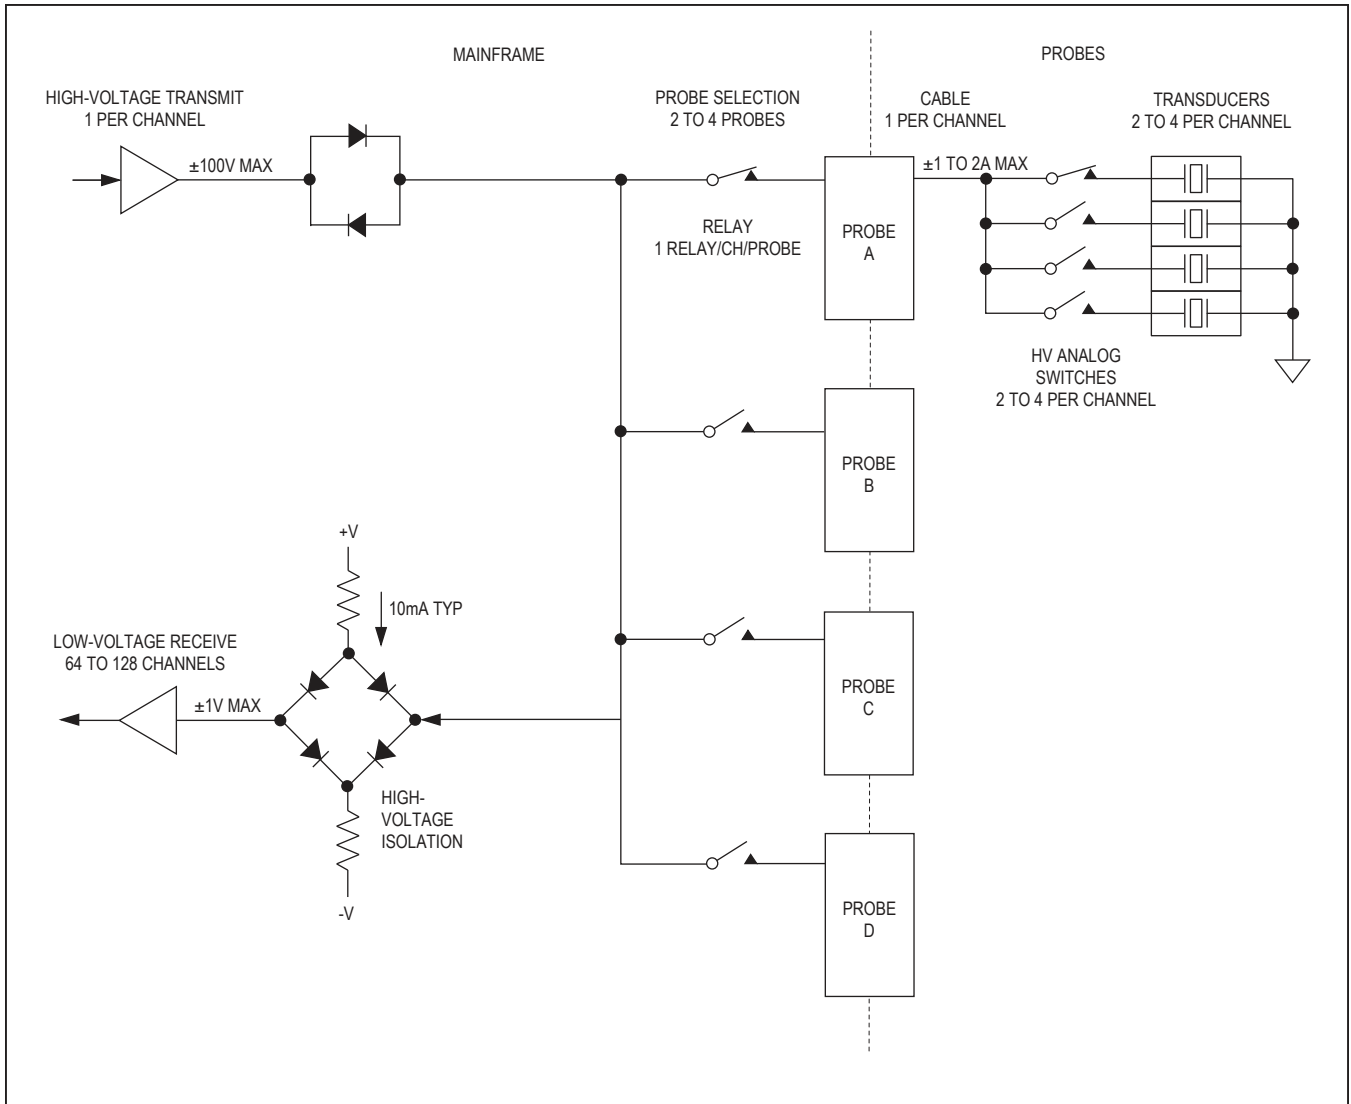 MAINFRAME
PROBES
HIGH-VOLTAGE TRANSMIT
1 PER CHANNEL
±100V MAX
PROBE SELECTION
2 TO 4 PROBES
RELAY
1 RELAY/CH/PROBE
CABLE
1 PER CHANNEL
±1 TO 2A MAX
TRANSDUCERS
2 TO 4 PER CHANNEL
PROBE
A
HV ANALOG
SWITCHES
2 TO 4 PER CHANNEL
PROBE
B
+V
10mA TYP
LOW-VOLTAGE RECEIVE
64 TO 128 CHANNELS
±1V MAX
PROBE
C
HIGH-
VOLTAGE
ISOLATION
-V
PROBE
D